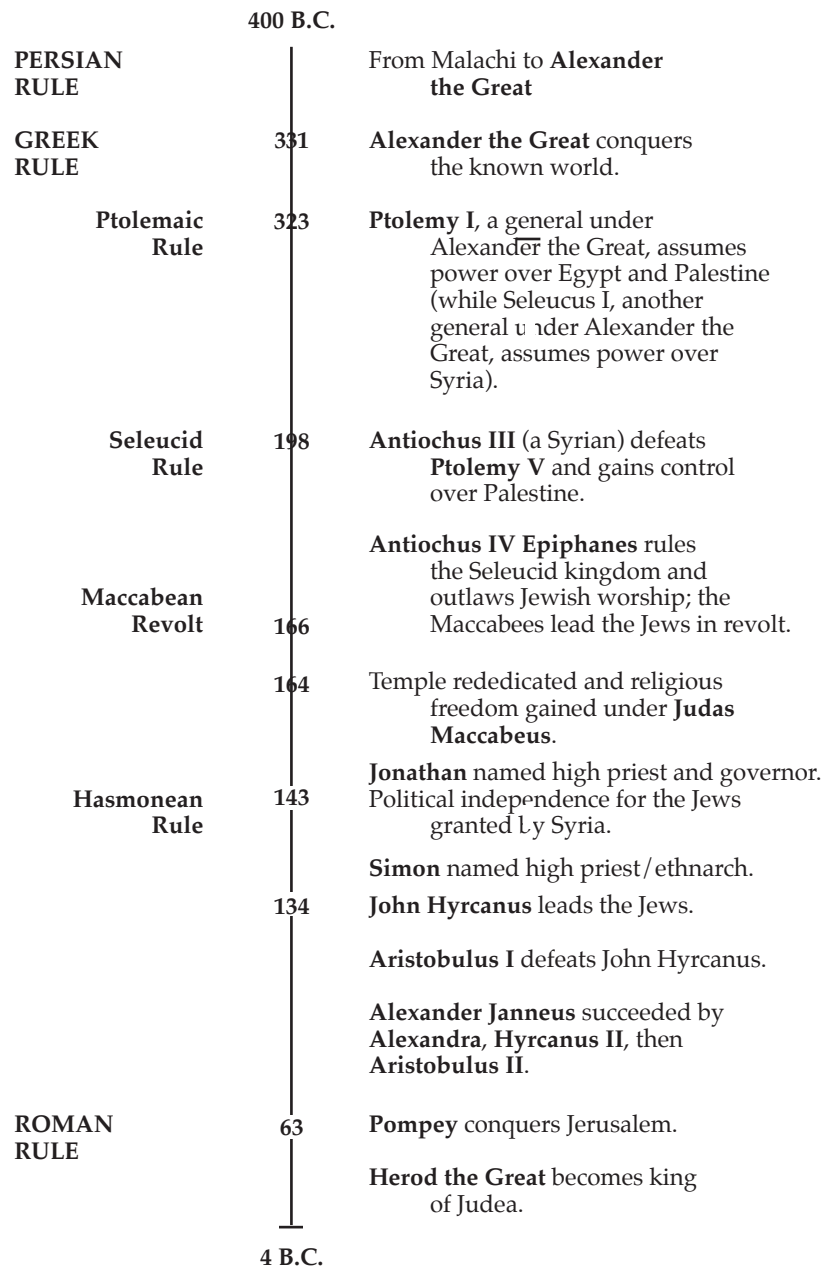 400 B.C.
PERSIAN
RULE
From Malachi to Alexander
the Great
GREEK
RULE
331
Alexander the Great conquers
the known world.
Ptolemaic
Rule
323
Ptolemy I, a general under
Alexander the Great, assumes
power over Egypt and Palestine
(while Seleucus I, another
general under Alexander the
Great, assumes power over
Syria).
Seleucid
Rule
198
Antiochus III (a Syrian) defeats
Ptolemy V and gains control
over Palestine.
Antiochus IV Epiphanes rules
the Seleucid kingdom and
outlaws Jewish worship; the
Maccabees lead the Jews in revolt.
Maccabean
Revolt
166
164
Temple rededicated and religious
freedom gained under Judas
Maccabeus.
Jonathan named high priest and governor.
Hasmonean
Rule
143
Political independence for the Jews
granted by Syria.
Simon named high priest/ethnarch.
134
John Hyrcanus leads the Jews.
Aristobulus I defeats John Hyrcanus.
Alexander Janneus succeeded by
Alexandra, Hyrcanus II, then
Aristobulus II.
ROMAN
RULE
63
Pompey conquers Jerusalem.
Herod the Great becomes king
of Judea.
4 B.C.